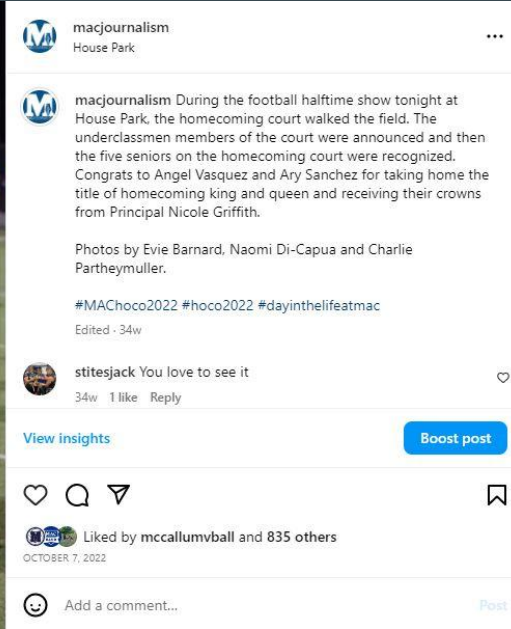 macjournalism
House Park
macjournalism During the football halftime show tonight at
House Park, the homecoming court walked the field. The
underclassmen members of the court were announced and then
the five seniors on the homecoming court were recognized.
Congrats to Angel Vasquez and Ary Sanchez for taking home the
title of homecoming king and queen and receiving their crowns
from Principal Nicole Griffith.
Photos by Evie Barnard, Naomi Di-Capua and Charlie
Partheymuller.
#MAChoco2022 #hoco2022 #dayinthelifeatmac
Edited · 34w
stitesjack You love to see it
34w 1 like Reply
View insights Boost post
Liked by mccallumvball and 835 others
OCTOBER 7, 2022
Add a comment... Post